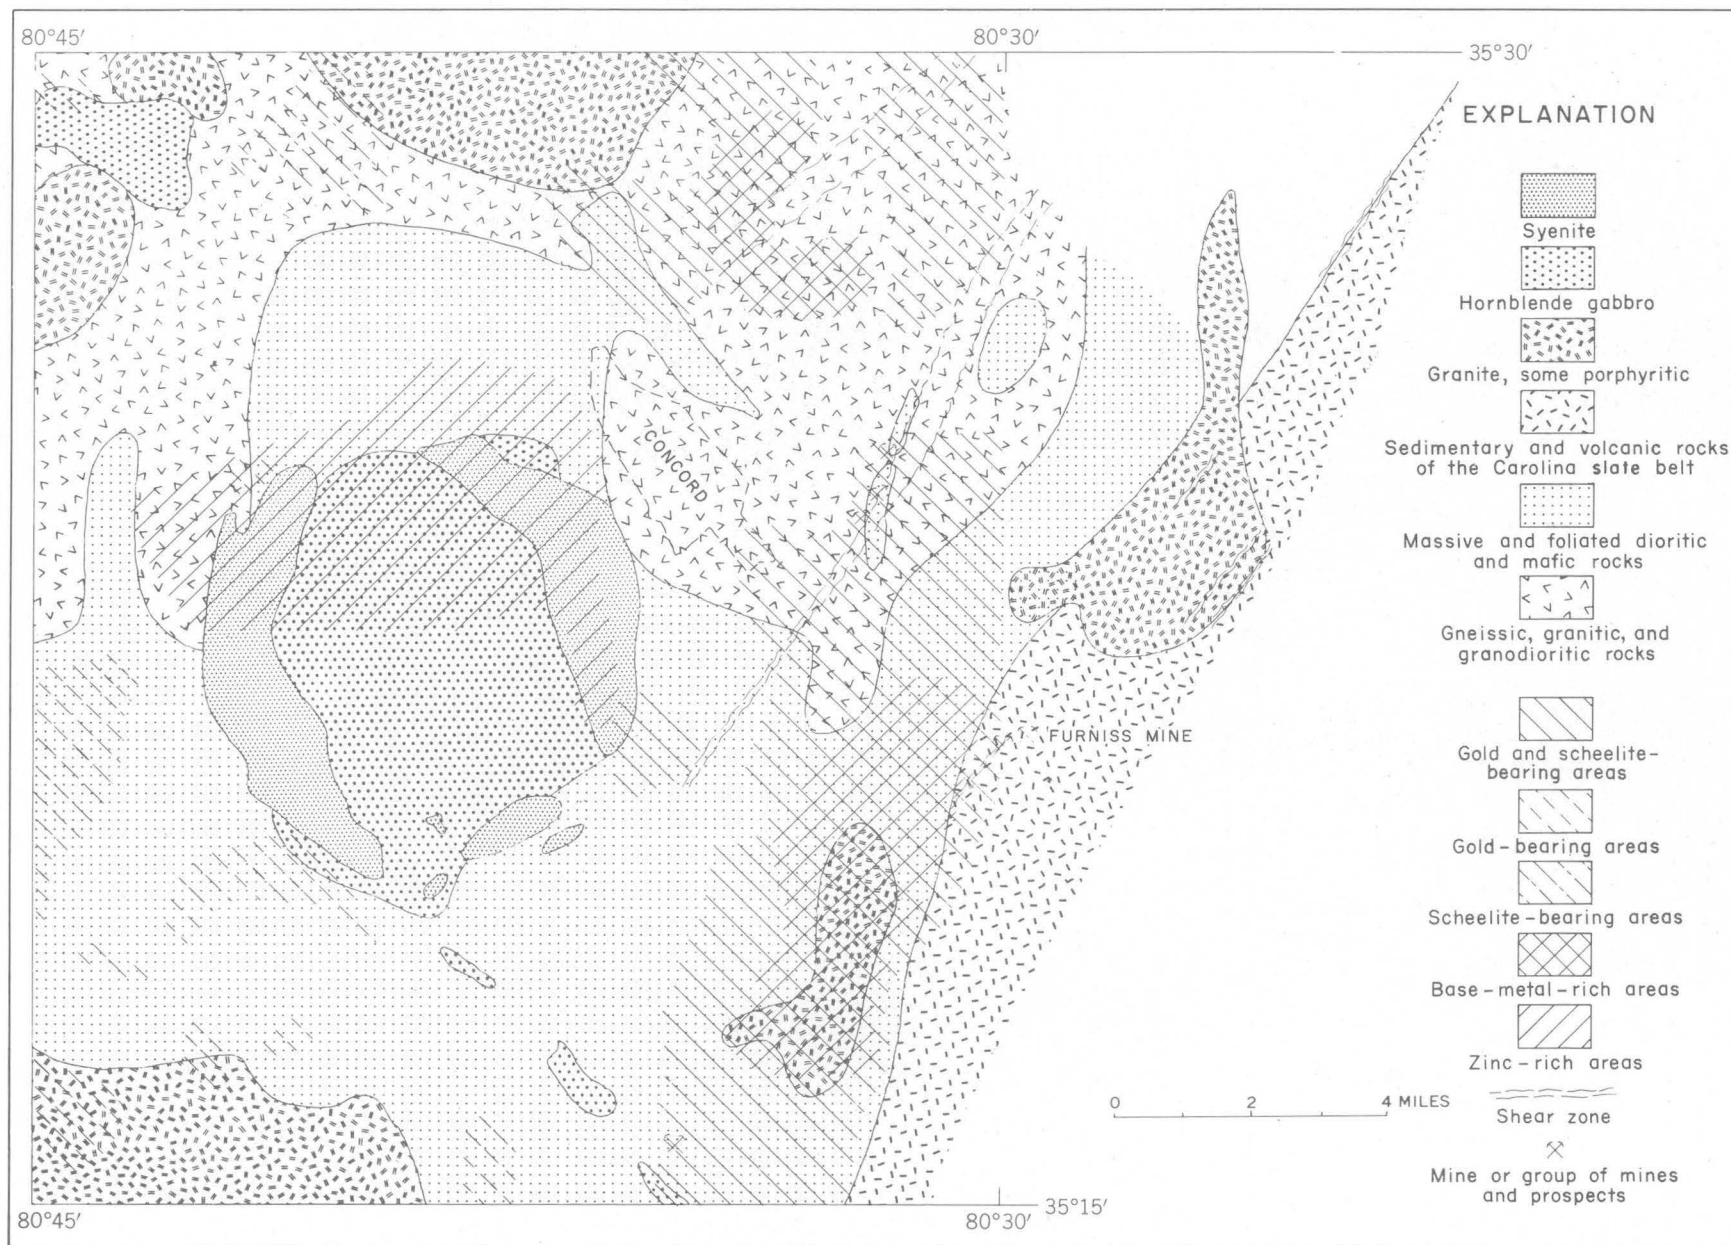 80°45′
80°30′
35°30′
EXPLANATION
Syenite
Hornblende gabbro
Granite, some porphyritic
Sedimentary and volcanic rocks
of the Carolina slate belt
Massive and foliated dioritic
and mafic rocks
Gneissic, granitic, and
granodioritic rocks
Gold and scheelite-
bearing areas
Gold-bearing areas
Scheelite-bearing areas
Base-metal-rich areas
Zinc-rich areas
Shear zone
Mine or group of mines
and prospects
CONCORD
FURNISS MINE
0 2 4 MILES
80°45′
80°30′
35°15′